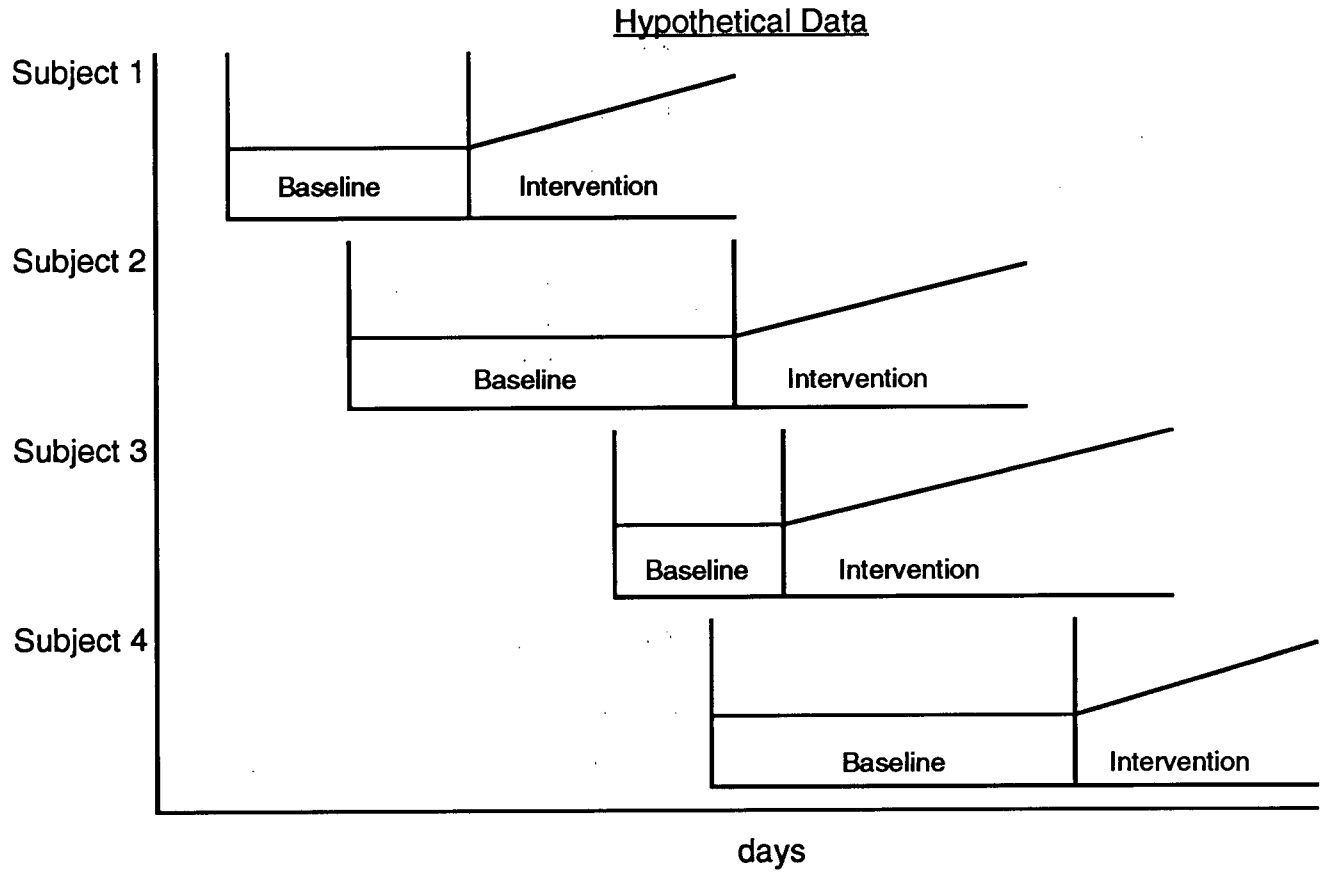 Hypothetical Data
Subject 1
Baseline
Intervention
Subject 2
Baseline
Intervention
Subject 3
Baseline
Intervention
Subject 4
Baseline
Intervention
days